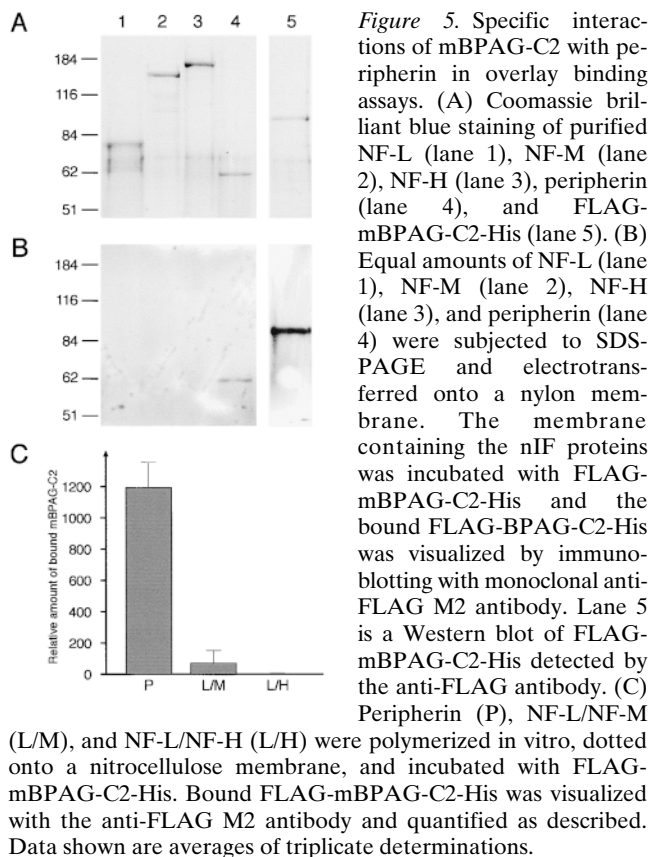 A
1 2 3 4 5
184
116
84
62
51
B
184
116
84
62
51
C
Relative amount of bound mBPAG-C2
1200
1000
800
600
400
200
0
P L/M L/H
Figure 5. Specific interac-
tions of mBPAG-C2 with pe-
ripherin in overlay binding
assays. (A) Coomassie bril-
liant blue staining of purified
NF-L (lane 1), NF-M (lane
2), NF-H (lane 3), peripherin
(lane 4), and FLAG-
mBPAG-C2-His (lane 5). (B)
Equal amounts of NF-L (lane
1), NF-M (lane 2), NF-H
(lane 3), and peripherin (lane
4) were subjected to SDS-
PAGE and electrotrans-
ferred onto a nylon mem-
brane. The membrane
containing the nIF proteins
was incubated with FLAG-
mBPAG-C2-His and the
bound FLAG-BPAG-C2-His
was visualized by immuno-
blotting with monoclonal anti-
FLAG M2 antibody. Lane 5
is a Western blot of FLAG-
mBPAG-C2-His detected by
the anti-FLAG antibody. (C)
Peripherin (P), NF-L/NF-M
(L/M), and NF-L/NF-H (L/H) were polymerized in vitro, dotted
onto a nitrocellulose membrane, and incubated with FLAG-
mBPAG-C2-His. Bound FLAG-mBPAG-C2-His was visualized
with the anti-FLAG M2 antibody and quantified as described.
Data shown are averages of triplicate determinations.